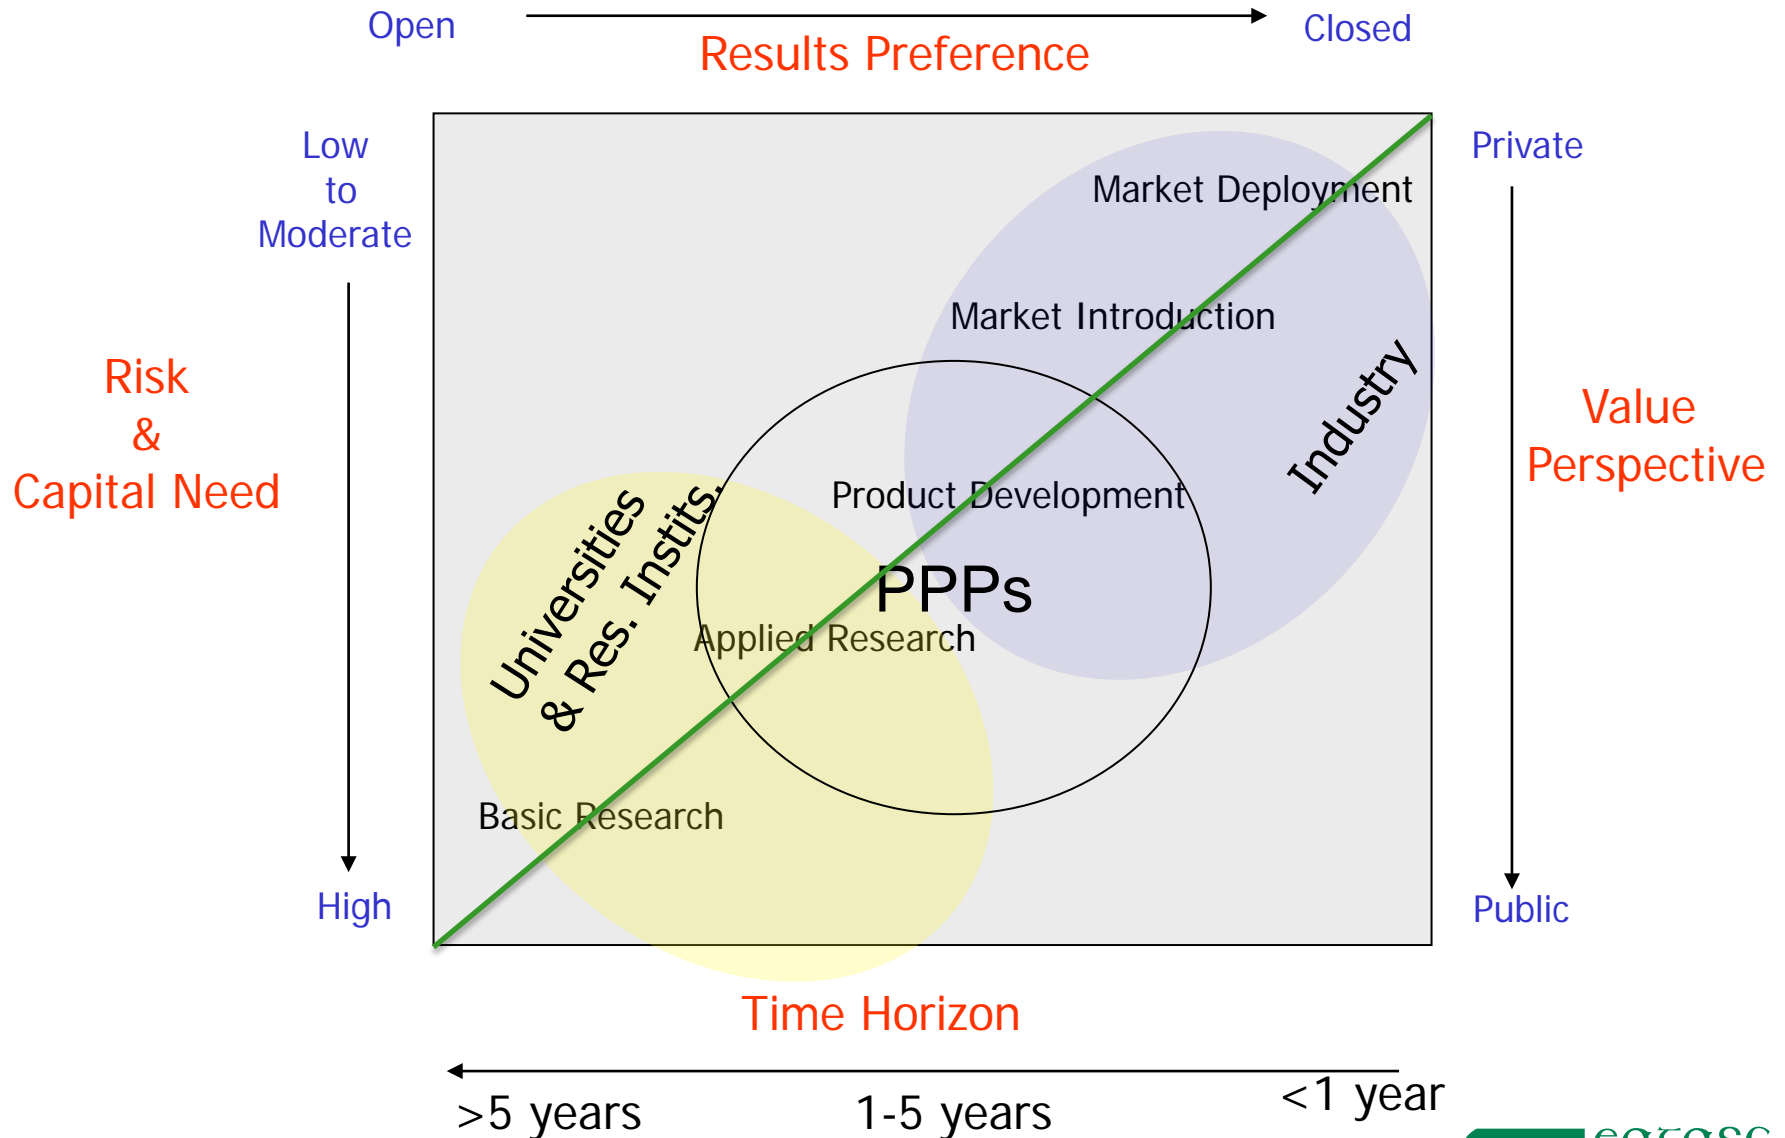 Open
Closed
Results Preference
Low
to
Moderate
Private
Market Deployment
Market Introduction
Risk
&
Capital Need
Industry
Value
Perspective
Universities
& Res. Instits.
Product Development
PPPs
Applied Research
Basic Research
High
Public
Time Horizon
>5 years
1-5 years
<1 year